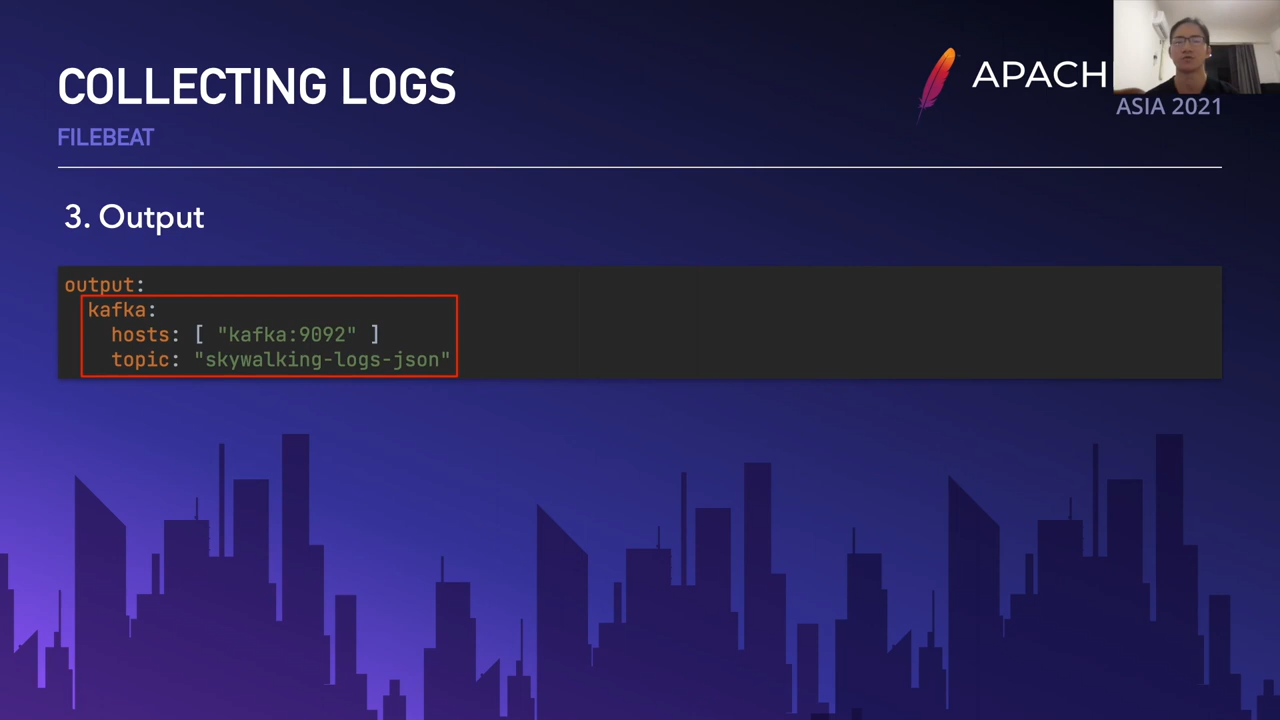 COLLECTING LOGS
FILEBEAT
APACH
ASIA 2021
3. Output
output:
kafka:
hosts: [ "kafka:9092" ]
topic: "skywalking-logs-json"